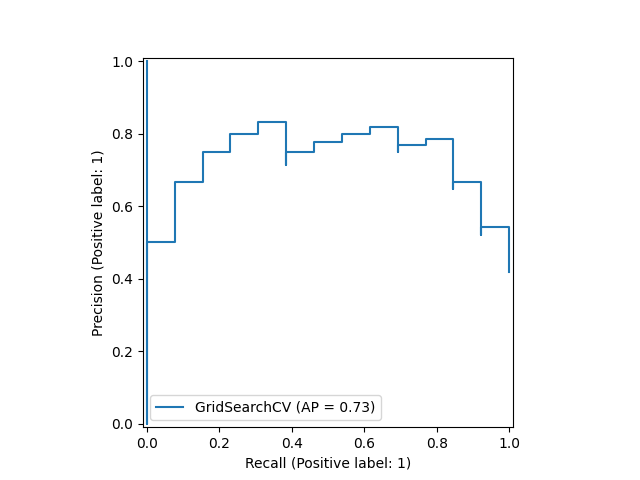 1.0
0.8
0.6
0.4
0.2
0.0
Precision (Positive label: 1)
GridSearchCV (AP = 0.73)
0.0 0.2 0.4 0.6 0.8 1.0
Recall (Positive label: 1)